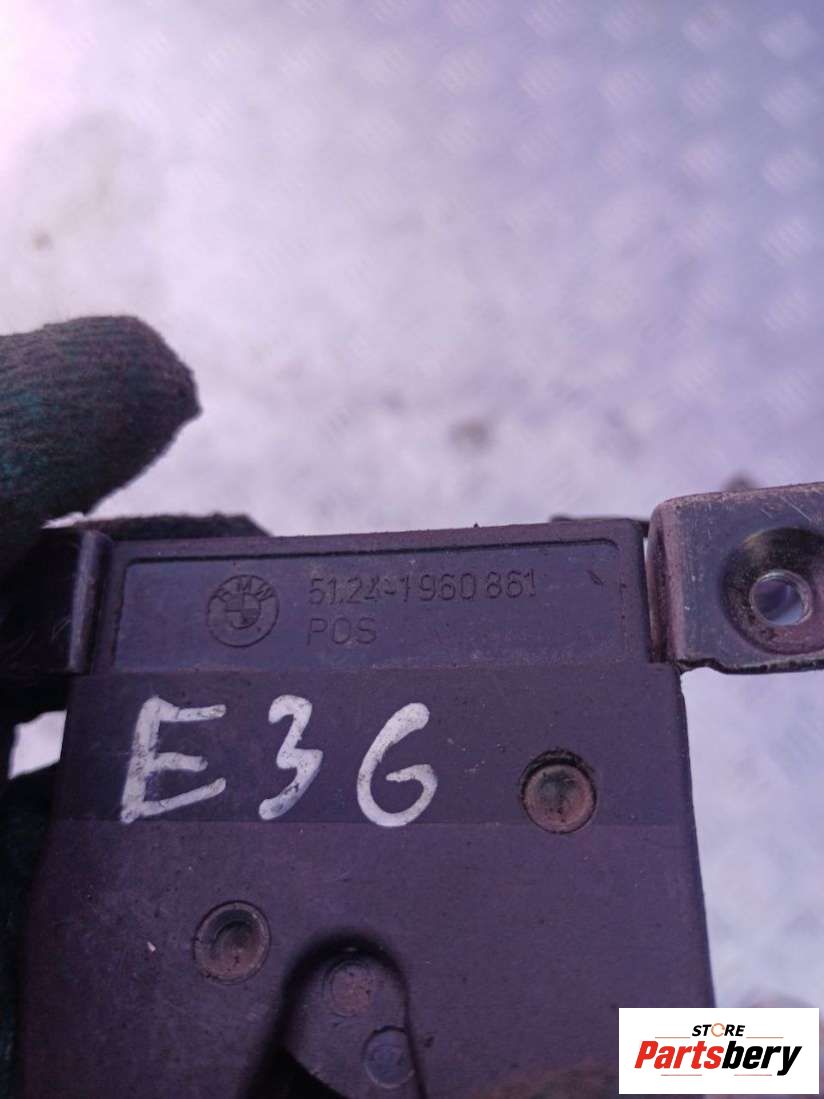 BMW
51.24-1 960 861
POS
E36
STORE
Partsbery